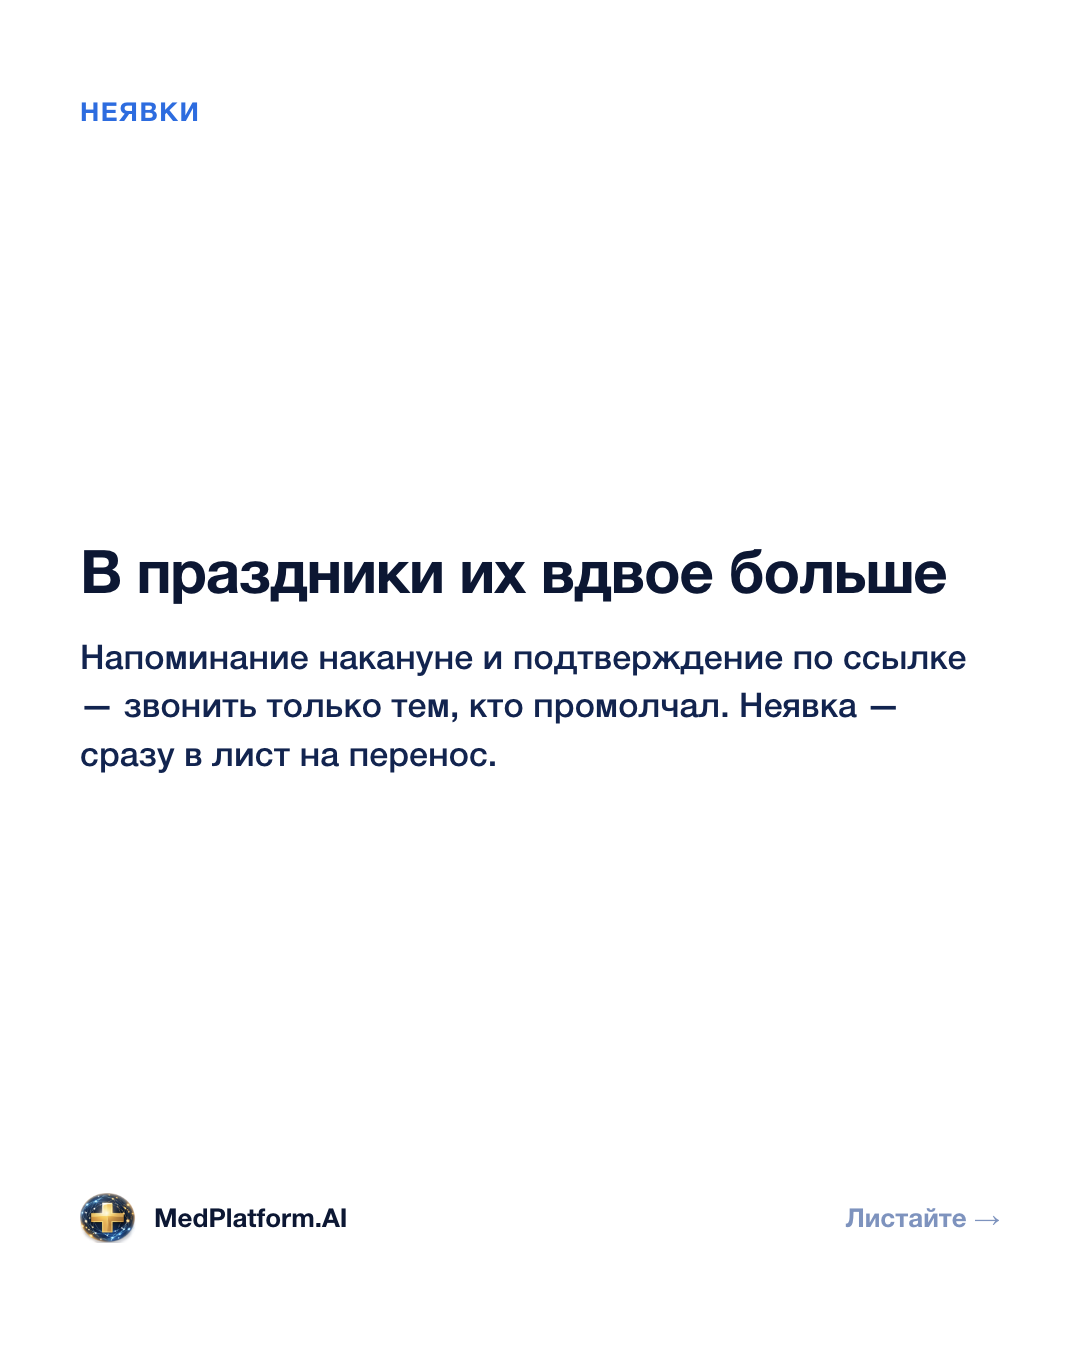 НЕЯВКИ
В праздники их вдвое больше
Напоминание накануне и подтверждение по ссылке
— звонить только тем, кто промолчал. Неявка —
сразу в лист на перенос.
MedPlatform.AI
Листайте →